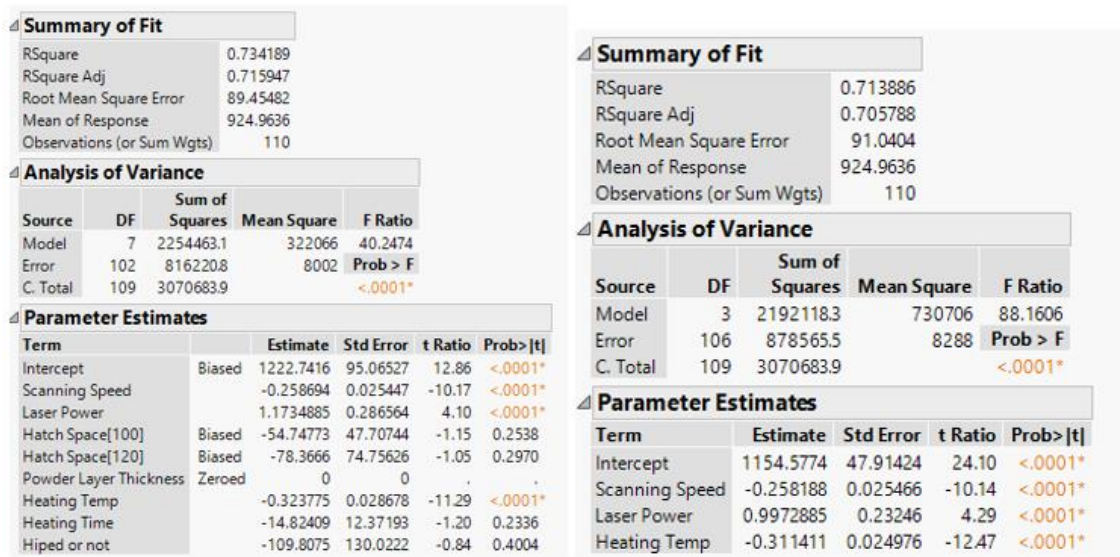 Summary of Fit
RSquare 0.734189
RSquare Adj 0.715947
Root Mean Square Error 89.45482
Mean of Response 924.9636
Observations (or Sum Wgts) 110
Analysis of Variance
Sum of
Source DF Squares Mean Square F Ratio
Model 7 2254463.1 322066 40.2474
Error 102 816220.8 8002 Prob > F
C. Total 109 3070683.9 <.0001*
Parameter Estimates
Term Estimate Std Error t Ratio Prob>|t|
Intercept Biased 1222.7416 95.06527 12.86 <.0001*
Scanning Speed -0.258694 0.025447 -10.17 <.0001*
Laser Power 1.1734885 0.286564 4.10 <.0001*
Hatch Space[100] Biased -54.74773 47.70744 -1.15 0.2538
Hatch Space[120] Biased -78.3666 74.75626 -1.05 0.2970
Powder Layer Thickness Zeroed 0 0 . .
Heating Temp -0.323775 0.028678 -11.29 <.0001*
Heating Time -14.82409 12.37193 -1.20 0.2336
Hiped or not -109.8075 130.0222 -0.84 0.4004
Summary of Fit
RSquare 0.713886
RSquare Adj 0.705788
Root Mean Square Error 91.0404
Mean of Response 924.9636
Observations (or Sum Wgts) 110
Analysis of Variance
Sum of
Source DF Squares Mean Square F Ratio
Model 3 2192118.3 730706 88.1606
Error 106 878565.5 8288 Prob > F
C. Total 109 3070683.9 <.0001*
Parameter Estimates
Term Estimate Std Error t Ratio Prob>|t|
Intercept 1154.5774 47.91424 24.10 <.0001*
Scanning Speed -0.258188 0.025466 -10.14 <.0001*
Laser Power 0.9972885 0.23246 4.29 <.0001*
Heating Temp -0.311411 0.024976 -12.47 <.0001*